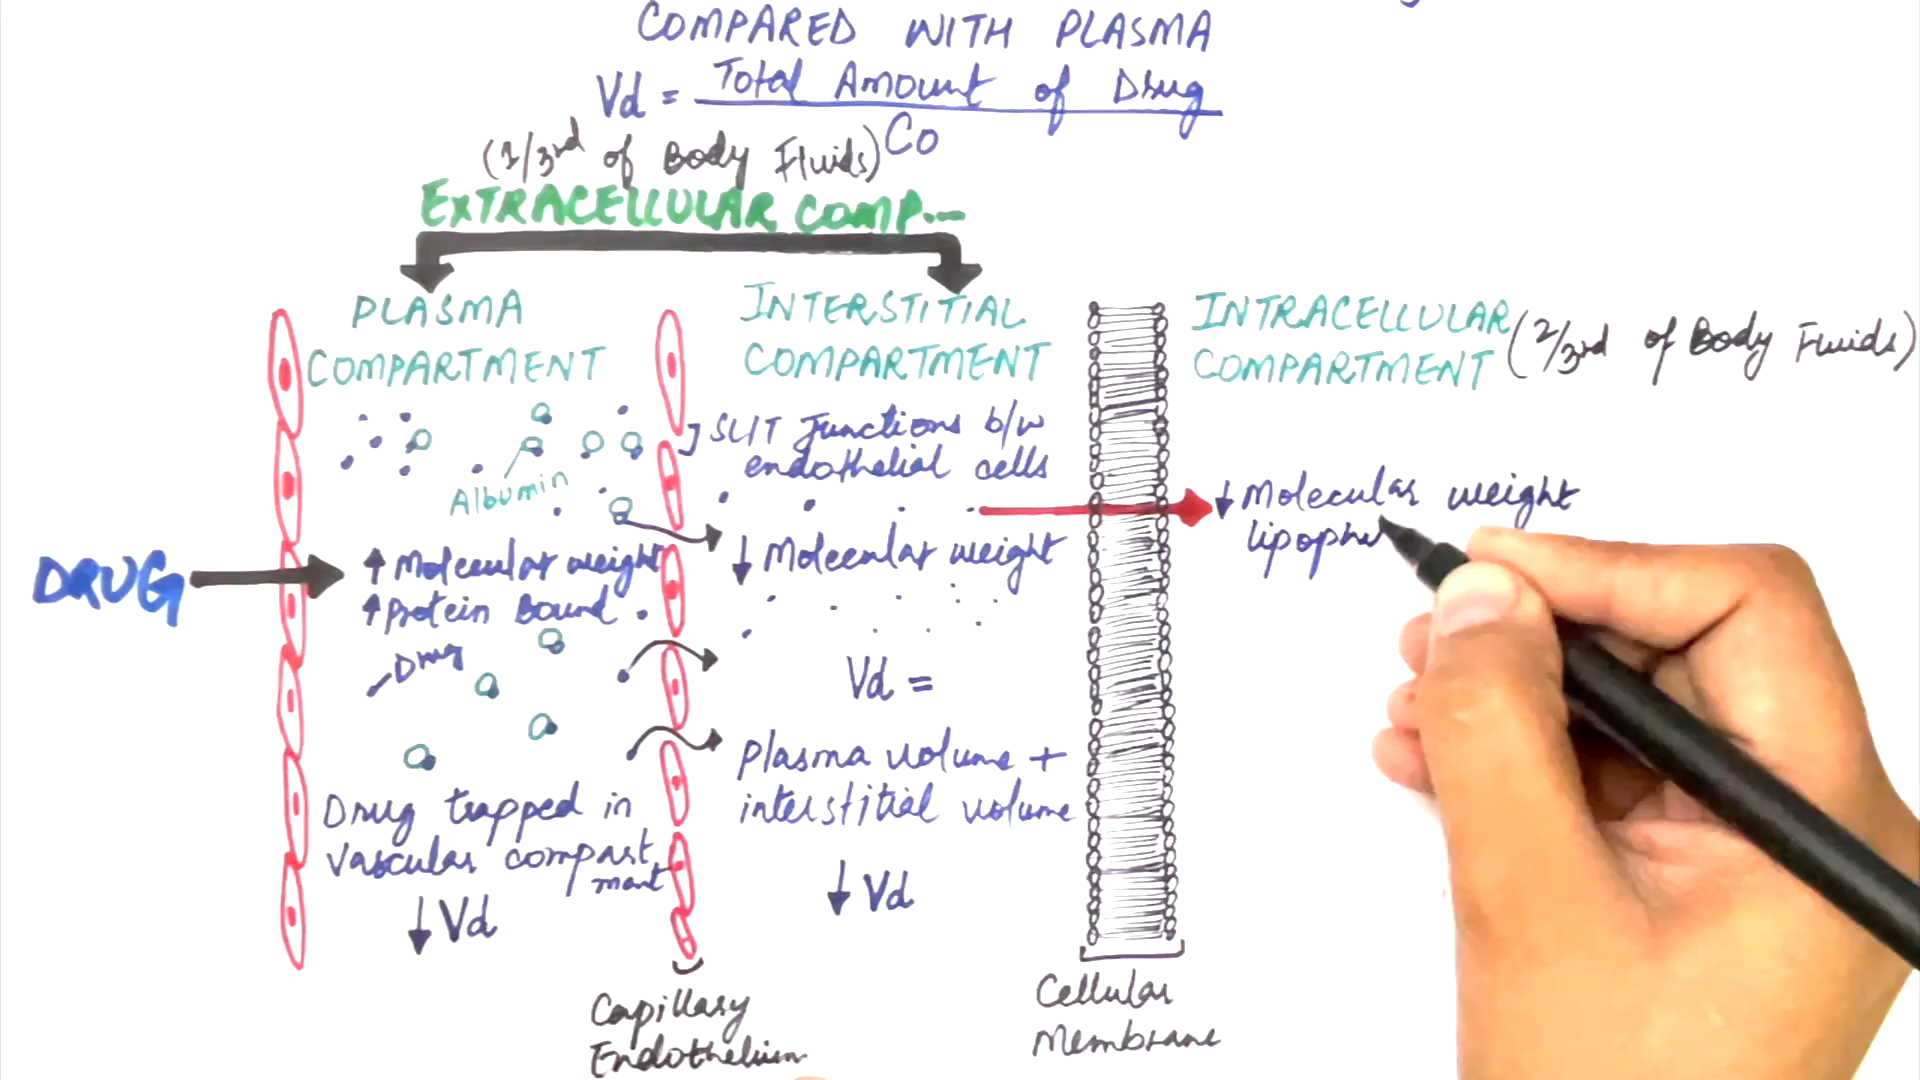 COMPARED WITH PLASMA
Vd = Total Amount of Drug
Co
(1/3rd of Body Fluids)
EXTRACELLULAR COMP...
PLASMA
COMPARTMENT
INTERSTITIAL
COMPARTMENT
INTRACELLULAR
COMPARTMENT
(2/3rd of Body Fluids)
Albumin
SLIT Junctions b/w
endothelial cells
DRUG
↑ Molecular weight
↑ Protein Bound
Drug
↓ Molecular weight
↓ Molecular weight
Vd =
plasma volume +
interstitial volume
↓ Vd
Drug trapped in
vascular compart
ment
↓ Vd
Capillary
Endothelium
Cellular
Membrane